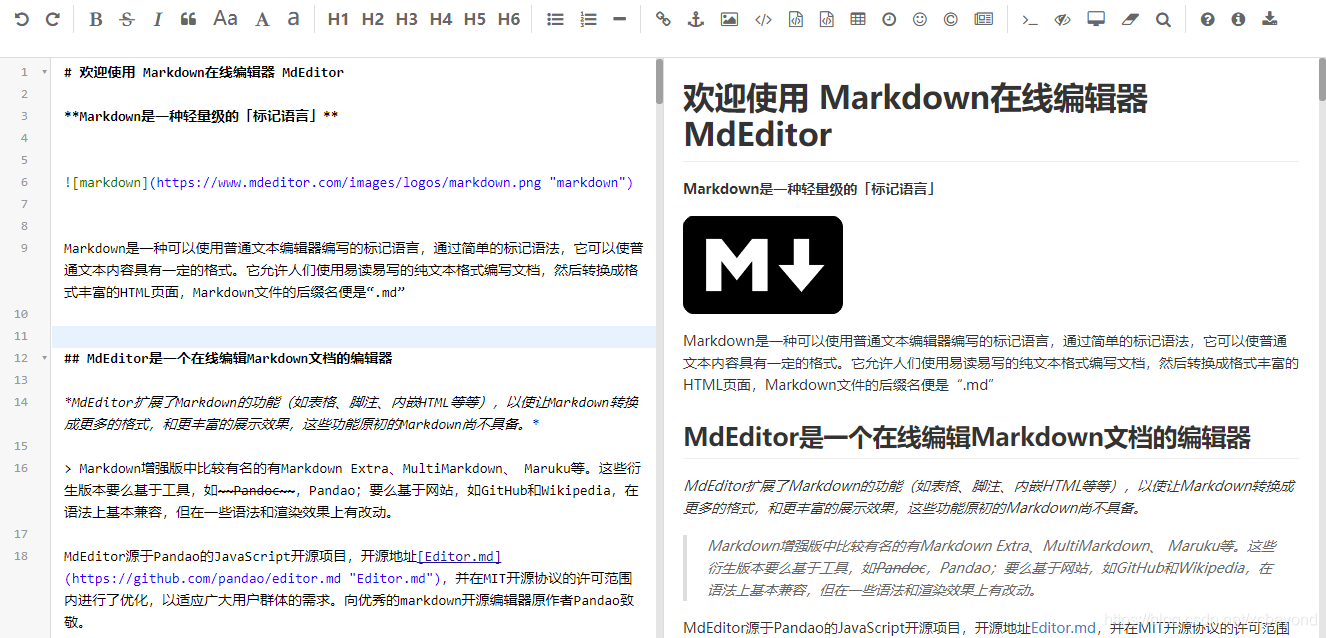 B S I “ Aa A a H1 H2 H3 H4 H5 H6
1 # 欢迎使用 Markdown在线编辑器 MdEditor
2
3 **Markdown是一种轻量级的「标记语言」**
4
5
6 ![markdown](https://www.mdeditor.com/images/logos/markdown.png "markdown")
7
8
9 Markdown是一种可以使用普通文本编辑器编写的标记语言，通过简单的标记语法，它可以使普
通文本内容具有一定的格式。它允许人们使用易读易写的纯文本格式编写文档，然后转换成格
式丰富的HTML页面，Markdown文件的后缀名便是“.md”
10
11
12 ## MdEditor是一个在线编辑Markdown文档的编辑器
13
14 *MdEditor扩展了Markdown的功能（如表格、脚注、内嵌HTML等等），以使让Markdown转换
成更多的格式，和更丰富的展示效果，这些功能原初的Markdown尚不具备。*
15
16 > Markdown增强版中比较有名的有Markdown Extra、MultiMarkdown、 Maruku等。这些衍
生版本要么基于工具，如~~Pandoc~~，Pandao；要么基于网站，如GitHub和Wikipedia，在
语法上基本兼容，但在一些语法和渲染效果上有改动。
17
18 MdEditor源于Pandao的JavaScript开源项目，开源地址[Editor.md]
(https://github.com/pandao/editor.md "Editor.md")，并在MIT开源协议的许可范围
内进行了优化，以适应广大用户群体的需求。向优秀的markdown开源编辑器原作者Pandao致
敬。
欢迎使用 Markdown在线编辑器
MdEditor
Markdown是一种轻量级的「标记语言」
M
Markdown是一种可以使用普通文本编辑器编写的标记语言，通过简单的标记语法，它可以使普通
文本内容具有一定的格式。它允许人们使用易读易写的纯文本格式编写文档，然后转换成格式丰富的
HTML页面，Markdown文件的后缀名便是“.md”
MdEditor是一个在线编辑Markdown文档的编辑器
MdEditor扩展了Markdown的功能（如表格、脚注、内嵌HTML等等），以使让Markdown转换成
更多的格式，和更丰富的展示效果，这些功能原初的Markdown尚不具备。
Markdown增强版中比较有名的有Markdown Extra、MultiMarkdown、 Maruku等。这些
衍生版本要么基于工具，如Pandoc，Pandao；要么基于网站，如GitHub和Wikipedia，在
语法上基本兼容，但在一些语法和渲染效果上有改动。
MdEditor源于Pandao的JavaScript开源项目，开源地址Editor.md，并在MIT开源协议的许可范围